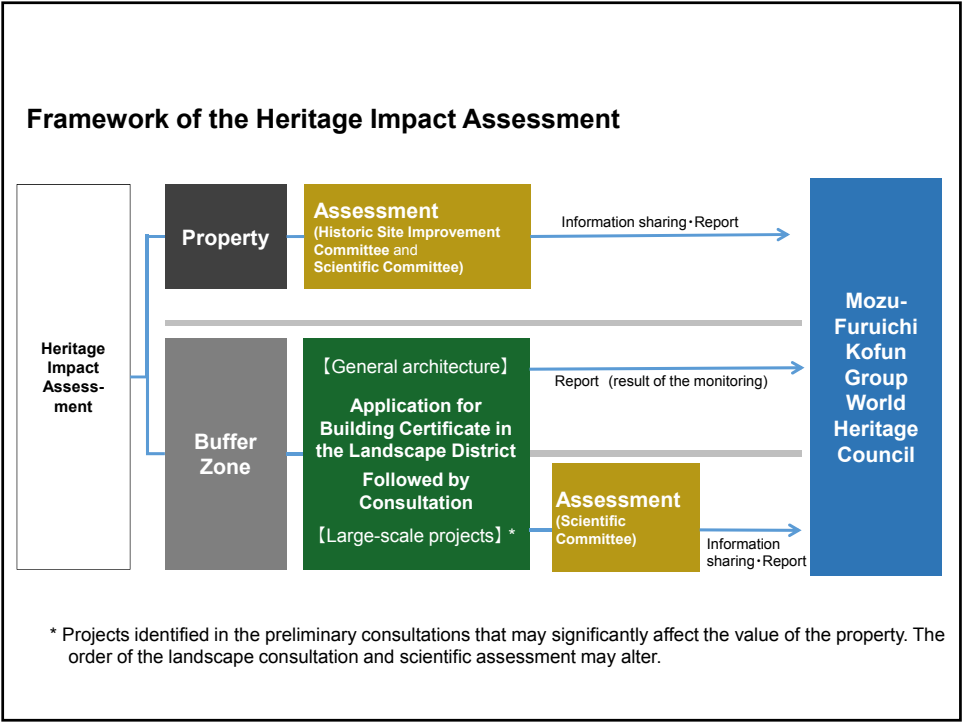 Framework of the Heritage Impact Assessment
Heritage
Impact
Assess-
ment
Property
Assessment
(Historic Site Improvement
Committee and
Scientific Committee)
Information sharing･Report
Buffer
Zone
【General architecture】
Application for
Building Certificate in
the Landscape District
Followed by
Consultation
【Large-scale projects】 *
Report (result of the monitoring)
Assessment
(Scientific
Committee)
Information
sharing･Report
Mozu-
Furuichi
Kofun
Group
World
Heritage
Council
* Projects identified in the preliminary consultations that may significantly affect the value of the property. The
order of the landscape consultation and scientific assessment may alter.